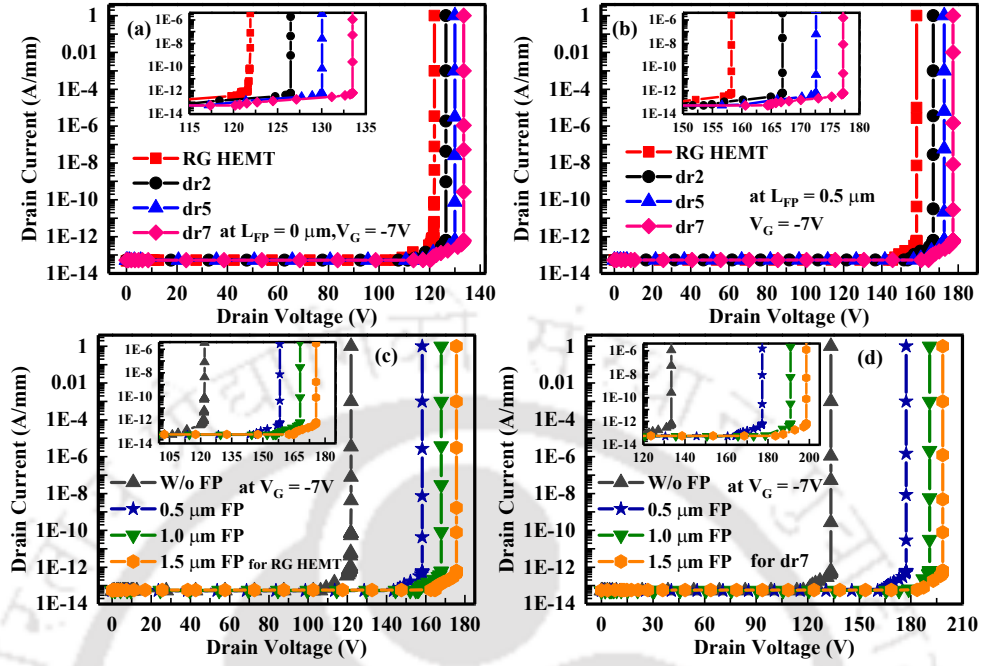 (a)
Drain Current (A/mm)
1
0.01
1E-4
1E-6
1E-8
1E-10
1E-12
1E-14
1E-6
1E-8
1E-10
1E-12
1E-14
115 120 125 130 135
RG HEMT
dr2
dr5
dr7 at LFP = 0 μm,VG = -7V
0 20 40 60 80 100 120 140
Drain Voltage (V)
(b)
Drain Current (A/mm)
1
0.01
1E-4
1E-6
1E-8
1E-10
1E-12
1E-14
1E-6
1E-8
1E-10
1E-12
1E-14
150 155 160 165 170 175 180
RG HEMT
dr2
dr5 at LFP = 0.5 μm
dr7 VG = -7V
0 20 40 60 80 100 120 140 160 180
Drain Voltage (V)
(c)
Drain Current (A/mm)
1
0.01
1E-4
1E-6
1E-8
1E-10
1E-12
1E-14
1E-6
1E-8
1E-10
1E-12
1E-14
105 120 135 150 165 180
W/o FP at VG = -7V
0.5 μm FP
1.0 μm FP
1.5 μm FP for RG HEMT
0 20 40 60 80 100 120 140 160 180
Drain Voltage (V)
(d)
Drain Current (A/mm)
1
0.01
1E-4
1E-6
1E-8
1E-10
1E-12
1E-14
1E-6
1E-8
1E-10
1E-12
1E-14
120 140 160 180 200
W/o FP at VG = -7V
0.5 μm FP
1.0 μm FP
1.5 μm FP for dr7
0 30 60 90 120 150 180 210
Drain Voltage (V)